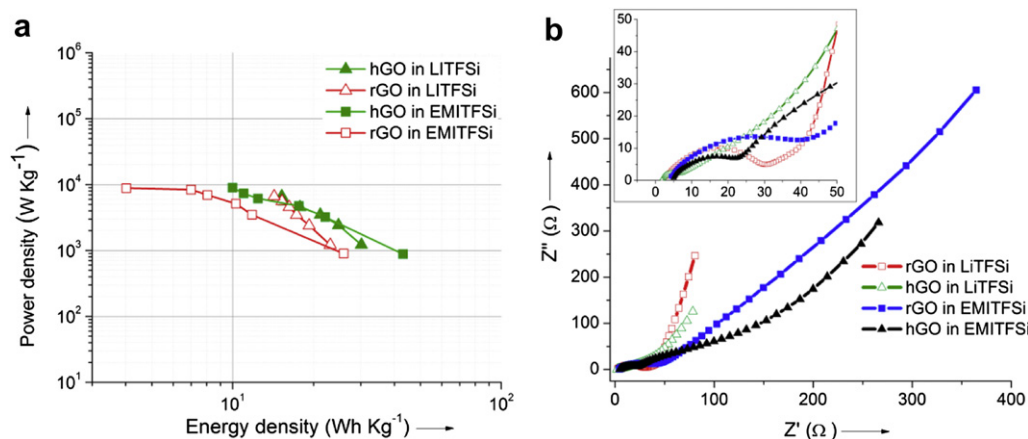 a
10⁶
10⁵
10⁴
10³
10²
10¹
10¹
10²
Power density (W Kg⁻¹)
Energy density (Wh Kg⁻¹)
hGO in LITFSi
rGO in LITFSi
hGO in EMITFSi
rGO in EMITFSi
b
50
40
30
20
10
0
0 10 20 30 40 50
600
500
400
300
200
100
0
0 100 200 300 400
Z'' (Ω)
Z' (Ω)
rGO in LiTFSi
hGO in LiTFSi
rGO in EMITFSi
hGO in EMITFSi